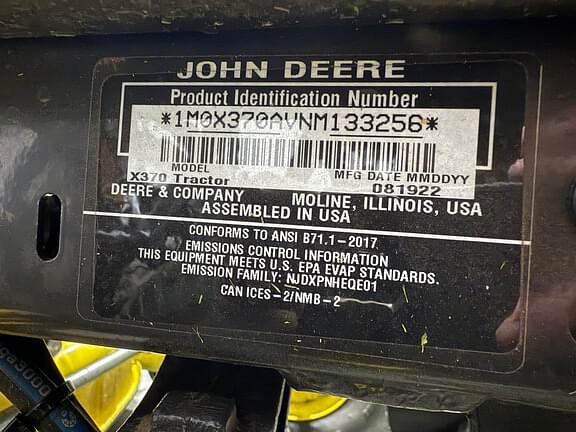 JOHN DEERE
Product Identification Number
*1M0X370AVNM133256*
MODEL MFG DATE MMDDYY
X370 Tractor 081922
DEERE & COMPANY MOLINE, ILLINOIS, USA
ASSEMBLED IN USA
CONFORMS TO ANSI B71.1-2017
EMISSIONS CONTROL INFORMATION
THIS EQUIPMENT MEETS U.S. EPA EVAP STANDARDS.
EMISSION FAMILY: NJDXPNHEQE01
CAN ICES-2/NMB-2